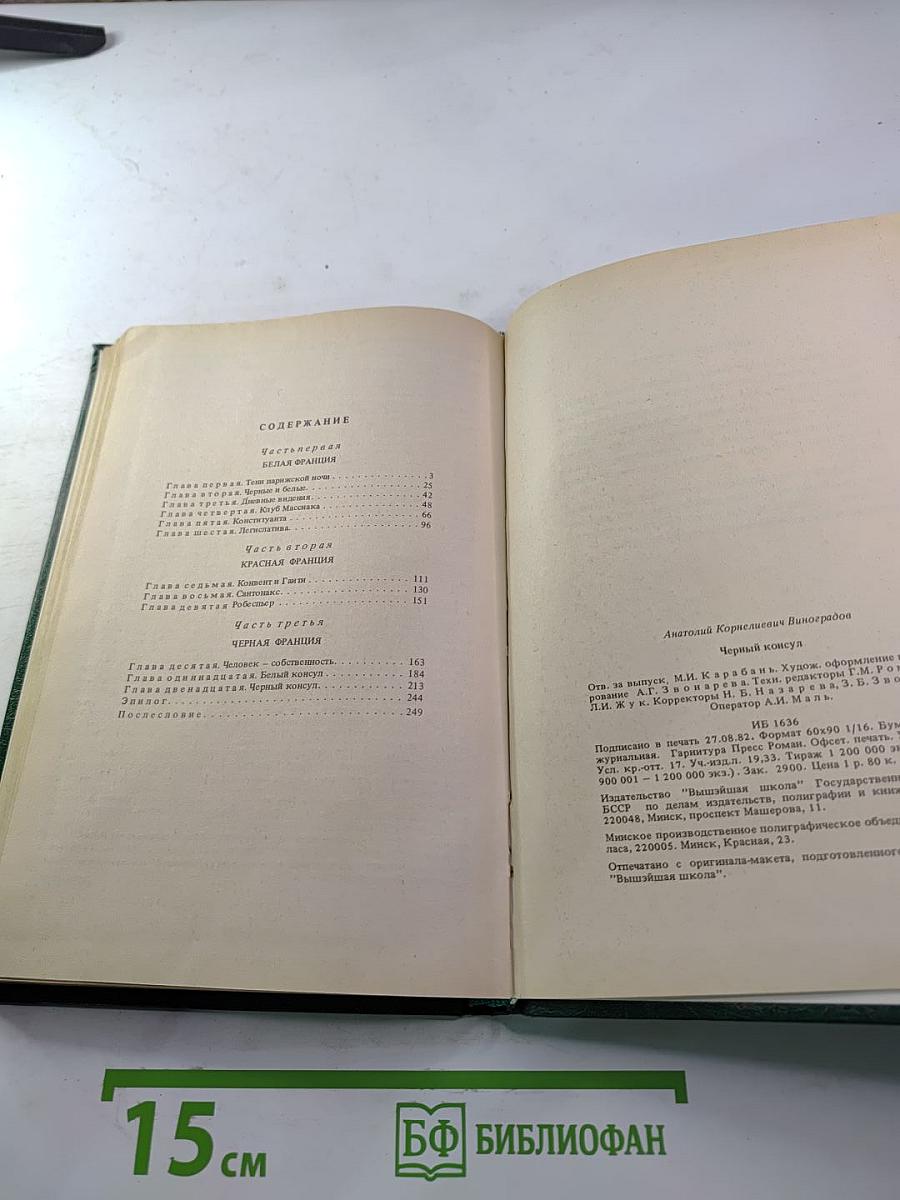 СОДЕРЖАНИЕ
Часть первая
БЕЛАЯ ФРАНЦИЯ
Глава первая. Тени парижской ночи . . . . . . . . . . . . 3
Глава вторая. Черные и белые. . . . . . . . . . . . . . 25
Глава третья. Дневные видения. . . . . . . . . . . . . 42
Глава четвертая. Клуб Массиака . . . . . . . . . . . . 48
Глава пятая. Конституанта . . . . . . . . . . . . . . 66
Глава шестая. Легислатива. . . . . . . . . . . . . . . 96
Часть вторая
КРАСНАЯ ФРАНЦИЯ
Глава седьмая. Конвент и Гаити . . . . . . . . . . . . 111
Глава восьмая. Сантонакс. . . . . . . . . . . . . . . 130
Глава девятая Робеспьер . . . . . . . . . . . . . . . 151
Часть третья
ЧЕРНАЯ ФРАНЦИЯ
Глава десятая. Человек — собственность. . . . . . . . . 163
Глава одиннадцатая. Белый консул . . . . . . . . . . . 184
Глава двенадцатая. Черный консул. . . . . . . . . . . . 213
Эпилог. . . . . . . . . . . . . . . . . . . . . . . . 244
Послесловие. . . . . . . . . . . . . . . . . . . . . . 249
Анатолий Корнелиевич Виноградов
Черный консул
Отв. за выпуск, М.И. Карабань. Худож. оформление
рование А.Г. Звонарева. Техн. редакторы Г.М. Ром
Л.И. Жук. Корректоры Н.Б. Назарева, З.Б. Зво
Оператор А.И. Маль.
ИБ 1636
Подписано в печать 27.08.82. Формат 60х90 1/16. Бум
журнальная. Гарнитура Пресс Роман. Офсет. печать.
Усл. кр.-отт. 17. Уч.-изд.л. 19,33. Тираж 1 200 000 эк
900 001 — 1 200 000 экз.). Зак. 2900. Цена 1 р. 80 к.
Издательство "Вышэйшая школа" Государственн
БССР по делам издательств, полиграфии и книж
220048, Минск, проспект Машерова, 11.
Минское производственное полиграфическое объед
ласа, 220005. Минск, Красная, 23.
Отпечатано с оригинала-макета, подготовленного
"Вышэйшая школа".
15 см
БФ БИБЛИОФАН